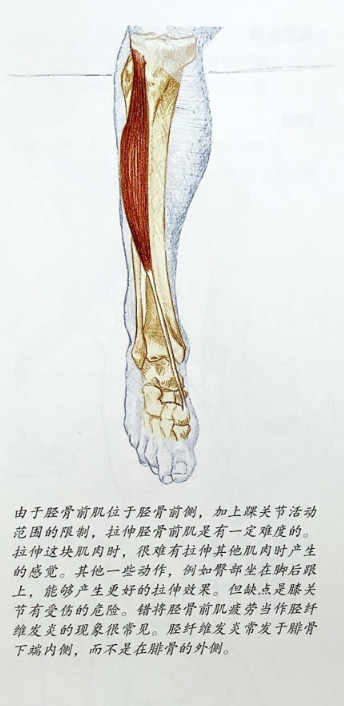 由于胫骨前肌位于胫骨前侧，加上踝关节活动
范围的限制，拉伸胫骨前肌是有一定难度的。
拉伸这块肌肉时，很难有拉伸其他肌肉时产生
的感觉。其他一些动作，例如臀部坐在脚后跟
上，能够产生更好的拉伸效果。但缺点是膝关
节有受伤的危险。错将胫骨前肌疲劳当作胫纤
维发炎的现象很常见。胫纤维发炎常发于腓骨
下端内侧，而不是在腓骨的外侧。